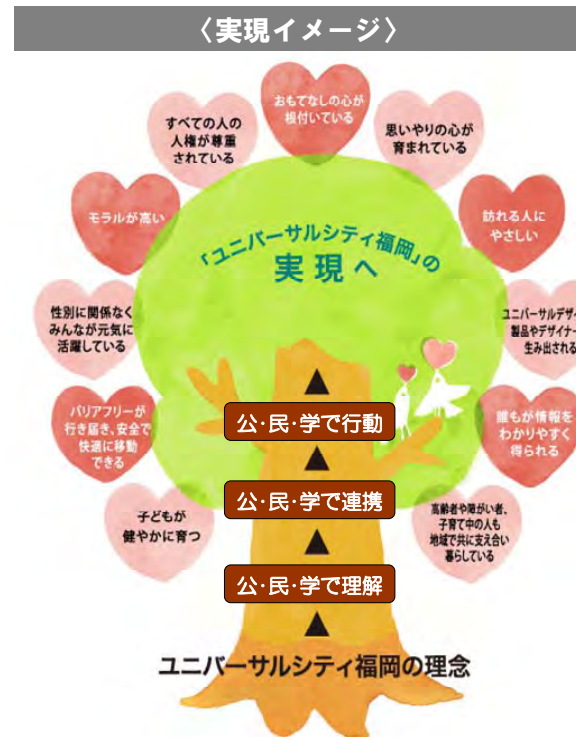 〈実現イメージ〉
おもてなしの心が
根付いている
すべての人の
人権が尊重
されている
思いやりの心が
育まれている
モラルが高い
訪れる人に
やさしい
「ユニバーサルシティ福岡」の
実現へ
性別に関係なく
みんなが元気に
活躍している
ユニバーサルデザイ
製品やデザイナー
生み出される
バリアフリーが
行き届き、安全で
快適に移動
できる
誰もが情報を
わかりやすく
得られる
子どもが
健やかに育つ
高齢者や障がい者、
子育て中の人も
地域で共に支え合い
暮らしている
▲
公・民・学で行動
▲
公・民・学で連携
▲
公・民・学で理解
▲
ユニバーサルシティ福岡の理念